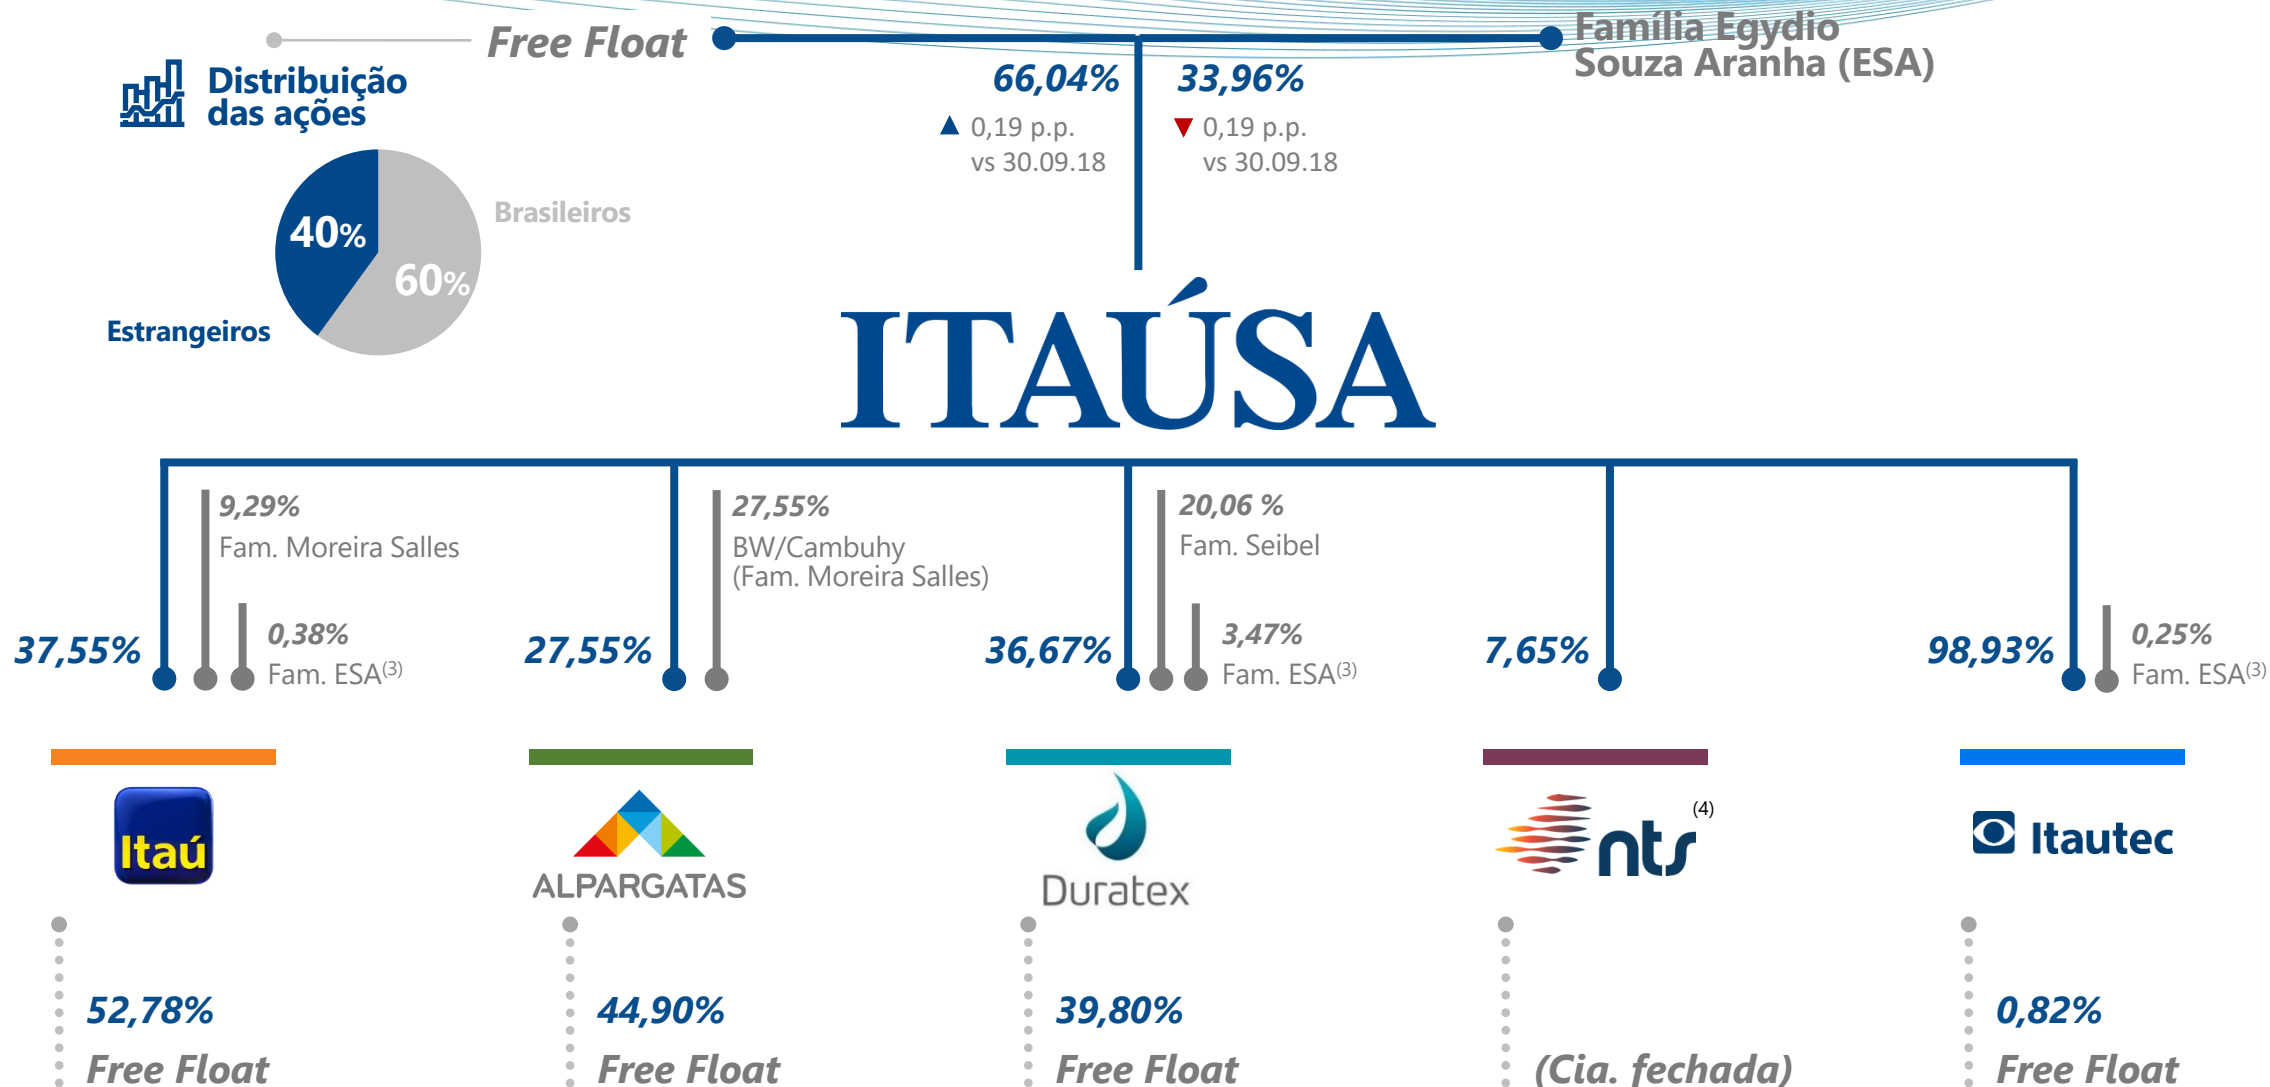 Free Float
Família Egydio
Souza Aranha (ESA)
66,04%
33,96%
▲ 0,19 p.p.
vs 30.09.18
▼ 0,19 p.p.
vs 30.09.18
Distribuição
das ações
40%
60%
Brasileiros
Estrangeiros
ITAÚSA
9,29%
Fam. Moreira Salles
0,38%
Fam. ESA(3)
37,55%
27,55%
BW/Cambuhy
(Fam. Moreira Salles)
27,55%
20,06 %
Fam. Seibel
3,47%
Fam. ESA(3)
36,67%
7,65%
98,93%
0,25%
Fam. ESA(3)
Itaú
ALPARGATAS
Duratex
nts (4)
Itautec
52,78%
Free Float
44,90%
Free Float
39,80%
Free Float
(Cia. fechada)
0,82%
Free Float